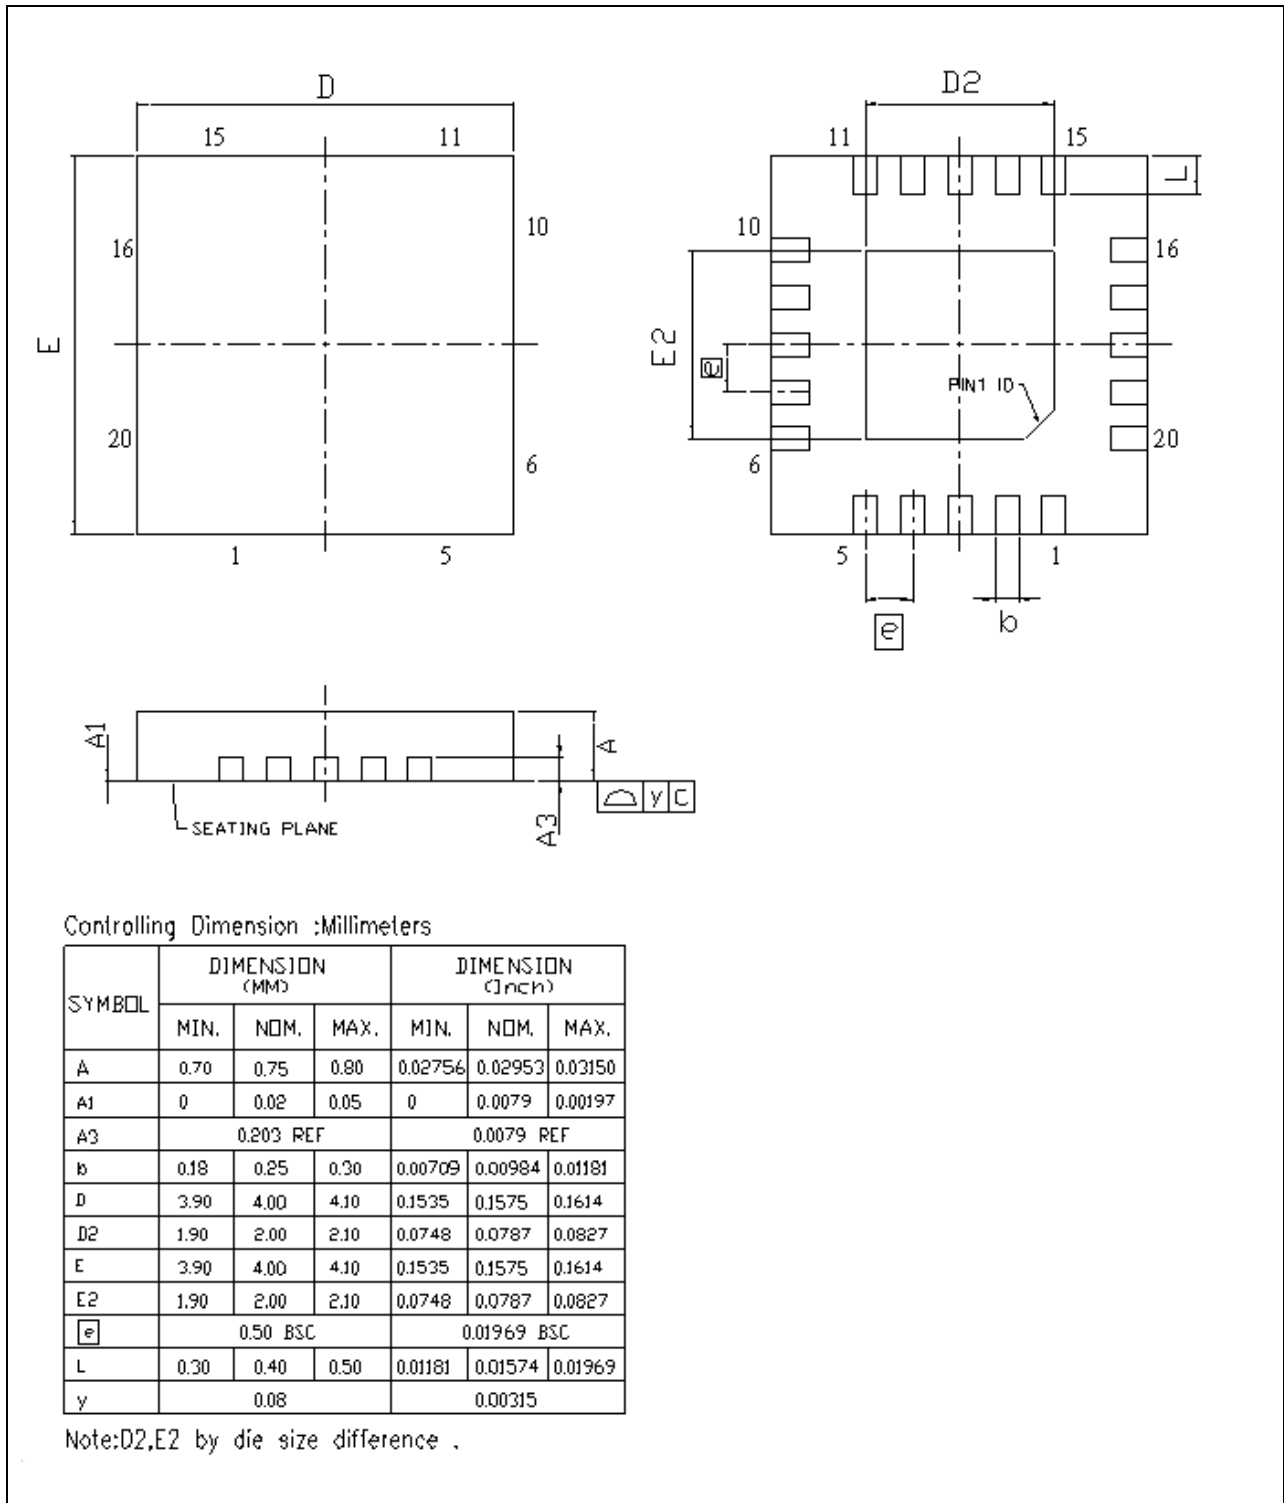 D
D2
15 11
11 15
L
10
10
16
16
E
E2
e
PIN1 ID
20
6
6
20
1 5
5 1
e
b
A1
A
A3
y C
SEATING PLANE
Controlling Dimension :Millimeters
SYMBOL DIMENSION (MM) DIMENSION (Inch)
MIN. NOM. MAX. MIN. NOM. MAX.
A 0.70 0.75 0.80 0.02756 0.02953 0.03150
A1 0 0.02 0.05 0 0.0079 0.00197
A3 0.203 REF 0.0079 REF
b 0.18 0.25 0.30 0.00709 0.00984 0.01181
D 3.90 4.00 4.10 0.1535 0.1575 0.1614
D2 1.90 2.00 2.10 0.0748 0.0787 0.0827
E 3.90 4.00 4.10 0.1535 0.1575 0.1614
E2 1.90 2.00 2.10 0.0748 0.0787 0.0827
e 0.50 BSC 0.01969 BSC
L 0.30 0.40 0.50 0.01181 0.01574 0.01969
y 0.08 0.00315
Note:D2,E2 by die size difference .